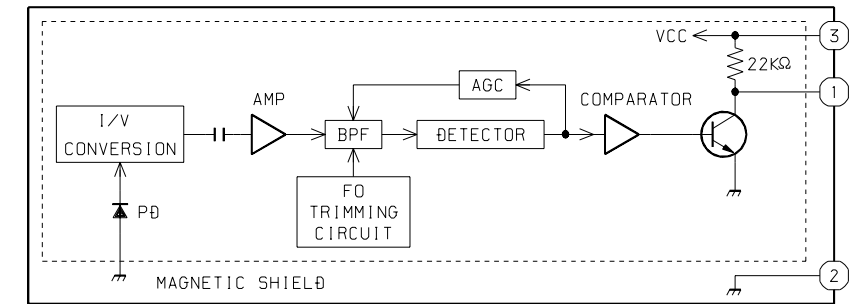 VCC
3
22KΩ
AGC
1
AMP
COMPARATOR
I/V
CONVERSION
BPF
DETECTOR
PD
FO
TRIMMING
CIRCUIT
MAGNETIC SHIELD
2